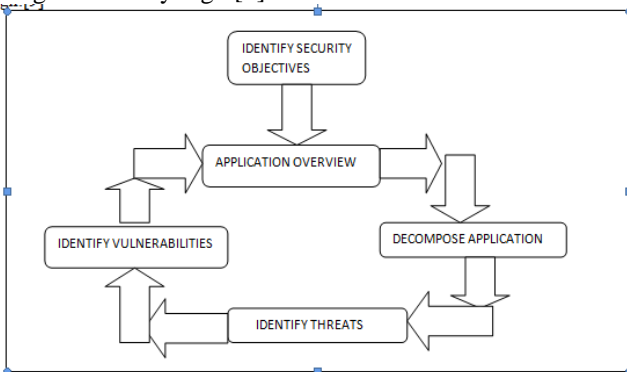 IDENTIFY SECURITY
OBJECTIVES
APPLICATION OVERVIEW
DECOMPOSE APPLICATION
IDENTIFY VULNERABILITIES
IDENTIFY THREATS